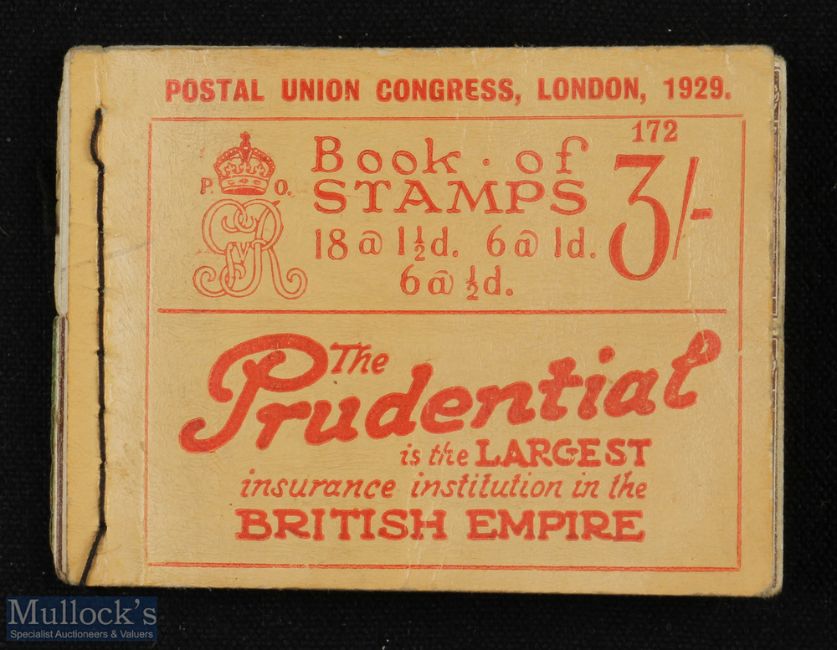 POSTAL UNION CONGRESS, LONDON, 1929.
172
P. O.
GRV
Book · of
STAMPS
3/-
18 @ 1½d. 6 @ 1d.
6 @ ½d.
The
Prudential
is the LARGEST
insurance institution in the
BRITISH EMPIRE
Mullock's
Specialist Auctioneers & Valuers